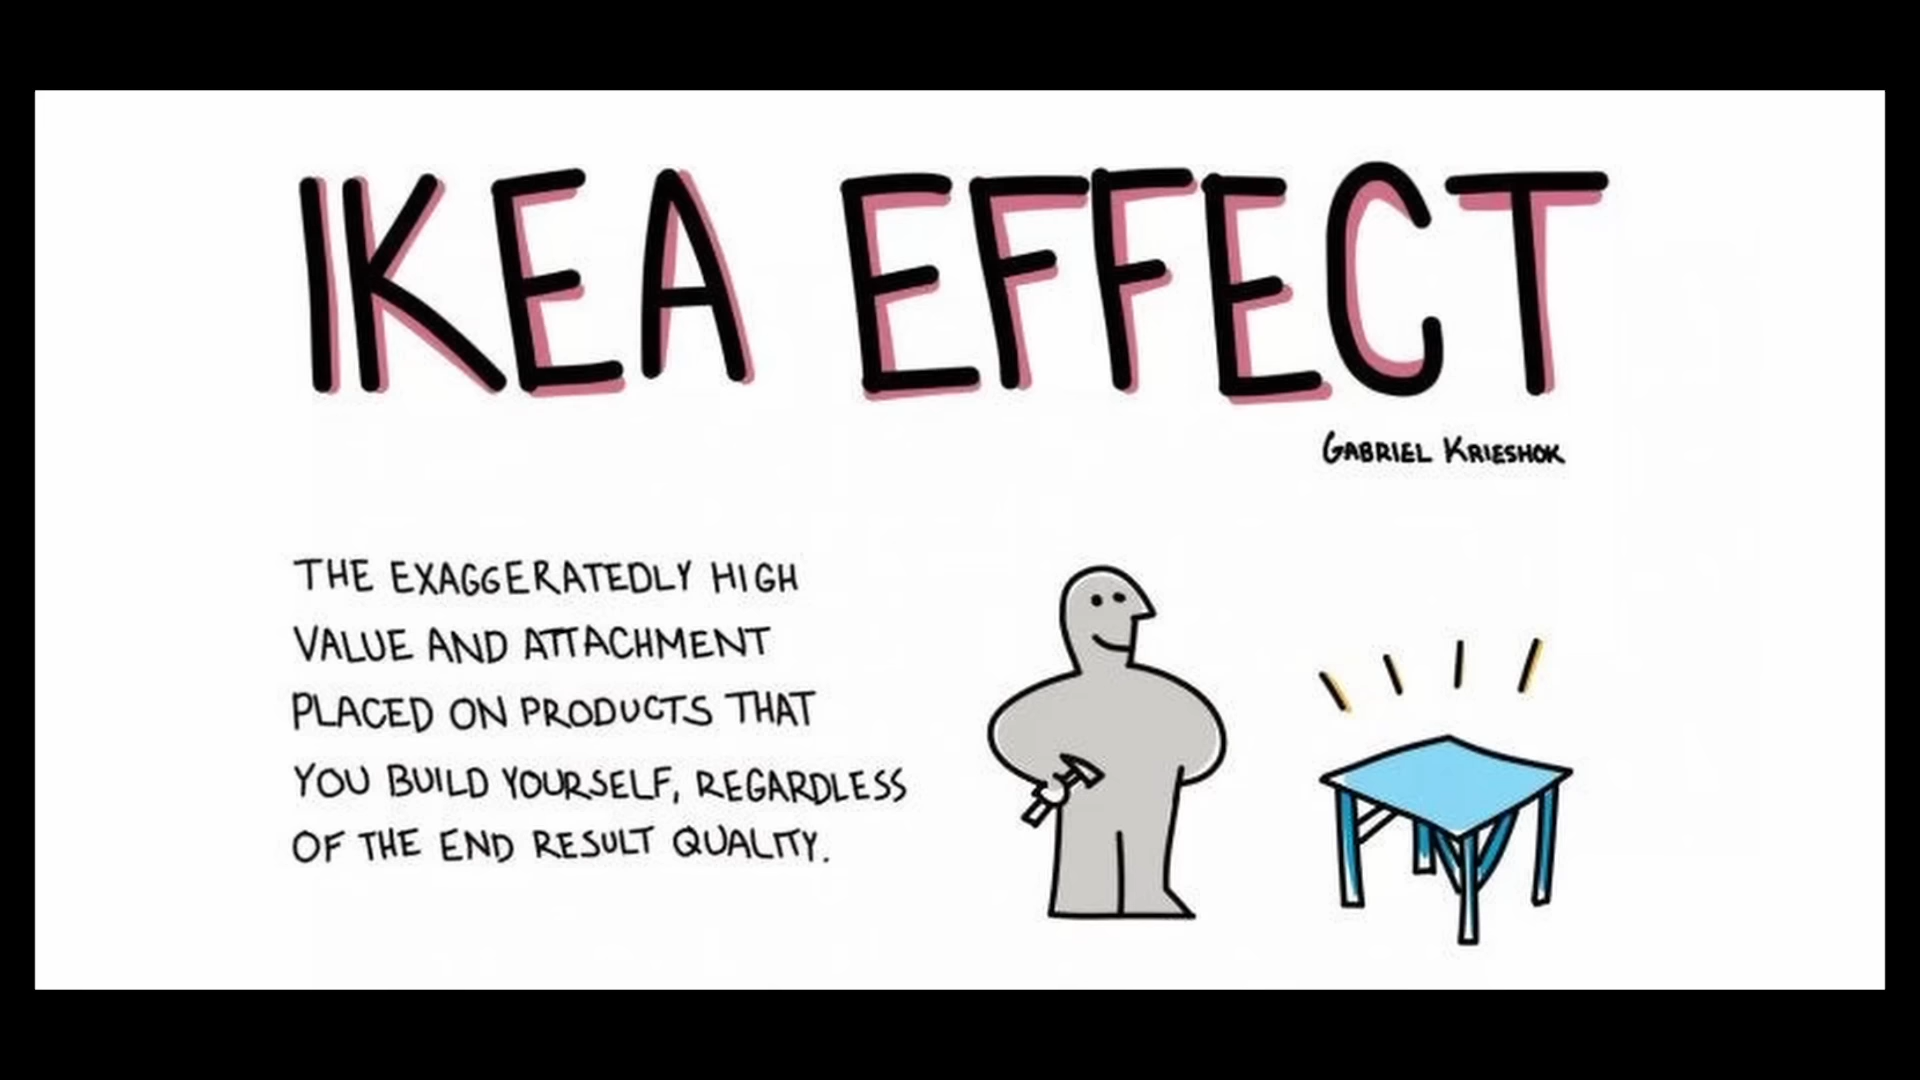 IKEA EFFECT
GABRIEL KRIESHOK
THE EXAGGERATEDLY HIGH
VALUE AND ATTACHMENT
PLACED ON PRODUCTS THAT
YOU BUILD YOURSELF, REGARDLESS
OF THE END RESULT QUALITY.